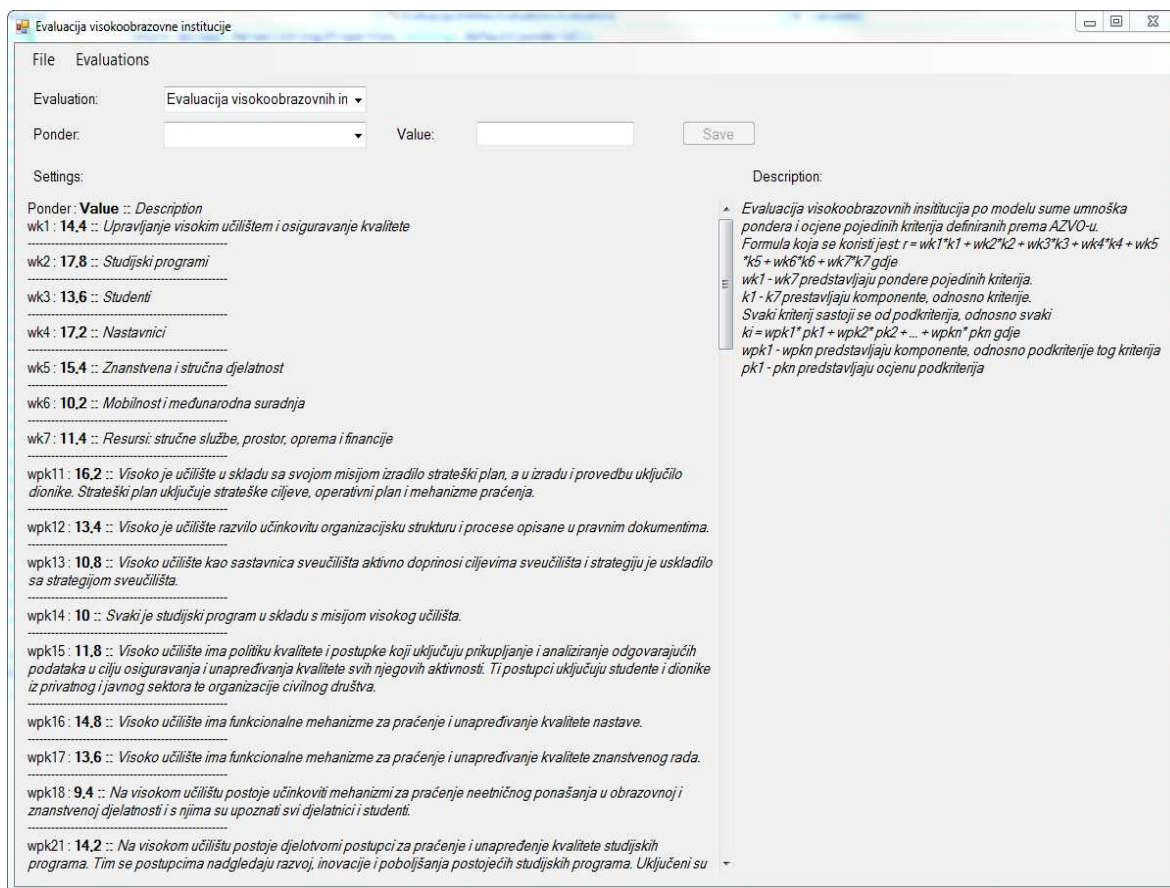 Evaluacija visokoobrazovne institucije
File Evaluations
Evaluation: Evaluacija visokoobrazovnih in
Ponder: Value: Save
Settings:
Ponder : Value :: Description
wk1 : 14,4 :: Upravljanje visokim učilištem i osiguravanje kvalitete
--------------------------------------------------
wk2 : 17,8 :: Studijski programi
--------------------------------------------------
wk3 : 13,6 :: Studenti
--------------------------------------------------
wk4 : 17,2 :: Nastavnici
--------------------------------------------------
wk5 : 15,4 :: Znanstvena i stručna djelatnost
--------------------------------------------------
wk6 : 10,2 :: Mobilnost i međunarodna suradnja
--------------------------------------------------
wk7 : 11,4 :: Resursi: stručne službe, prostor, oprema i financije
--------------------------------------------------
wpk11 : 16,2 :: Visoko je učilište u skladu sa svojom misijom izradilo strateški plan, a u izradu i provedbu uključilo
dionike. Strateški plan uključuje strateške ciljeve, operativni plan i mehanizme praćenja.
--------------------------------------------------
wpk12 : 13,4 :: Visoko je učilište razvilo učinkovitu organizacijsku strukturu i procese opisane u pravnim dokumentima.
--------------------------------------------------
wpk13 : 10,8 :: Visoko učilište kao sastavnica sveučilišta aktivno doprinosi ciljevima sveučilišta i strategiju je uskladilo
sa strategijom sveučilišta.
--------------------------------------------------
wpk14 : 10 :: Svaki je studijski program u skladu s misijom visokog učilišta.
--------------------------------------------------
wpk15 : 11,8 :: Visoko učilište ima politiku kvalitete i postupke koji uključuju prikupljanje i analiziranje odgovarajućih
podataka u cilju osiguravanja i unapređivanja kvalitete svih njegovih aktivnosti. Ti postupci uključuju studente i dionike
iz privatnog i javnog sektora te organizacije civilnog društva.
--------------------------------------------------
wpk16 : 14,8 :: Visoko učilište ima funkcionalne mehanizme za praćenje i unapređivanje kvalitete nastave.
--------------------------------------------------
wpk17 : 13,6 :: Visoko učilište ima funkcionalne mehanizme za praćenje i unapređivanje kvalitete znanstvenog rada.
--------------------------------------------------
wpk18 : 9,4 :: Na visokom učilištu postoje učinkoviti mehanizmi za praćenje neetničnog ponašanja u obrazovnoj i
znanstvenoj djelatnosti i s njima su upoznati svi djelatnici i studenti.
--------------------------------------------------
wpk21 : 14,2 :: Na visokom učilištu postoje djelotvorni postupci za praćenje i unapređenje kvalitete studijskih
programa. Tim se postupcima nadgledaju razvoj, inovacije i poboljšanja postojećih studijskih programa. Uključeni su
Description:
Evaluacija visokoobrazovnih insititucija po modelu sume umnoška
pondera i ocjene pojedinih kriterija definiranih prema AZVO-u.
Formula koja se koristi jest: r = wk1*k1 + wk2*k2 + wk3*k3 + wk4*k4 + wk5
*k5 + wk6*k6 + wk7*k7 gdje
wk1 - wk7 predstavljaju pondere pojedinih kriterija.
k1 - k7 prestavljaju komponente, odnosno kriterije.
Svaki kriterij sastoji se od podkriterija, odnosno svaki
ki = wpk1* pk1 + wpk2* pk2 + ... + wpkn* pkn gdje
wpk1 - wpkn predstavljaju komponente, odnosno podkriterije tog kriterija
pk1 - pkn predstavljaju ocjenu podkriterija